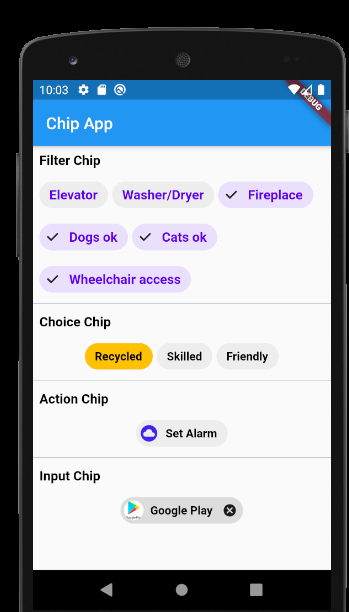 10:03
DEBUG
Chip App
Filter Chip
Elevator Washer/Dryer Fireplace
Dogs ok Cats ok
Wheelchair access
Choice Chip
Recycled Skilled Friendly
Action Chip
Set Alarm
Input Chip
Google Play